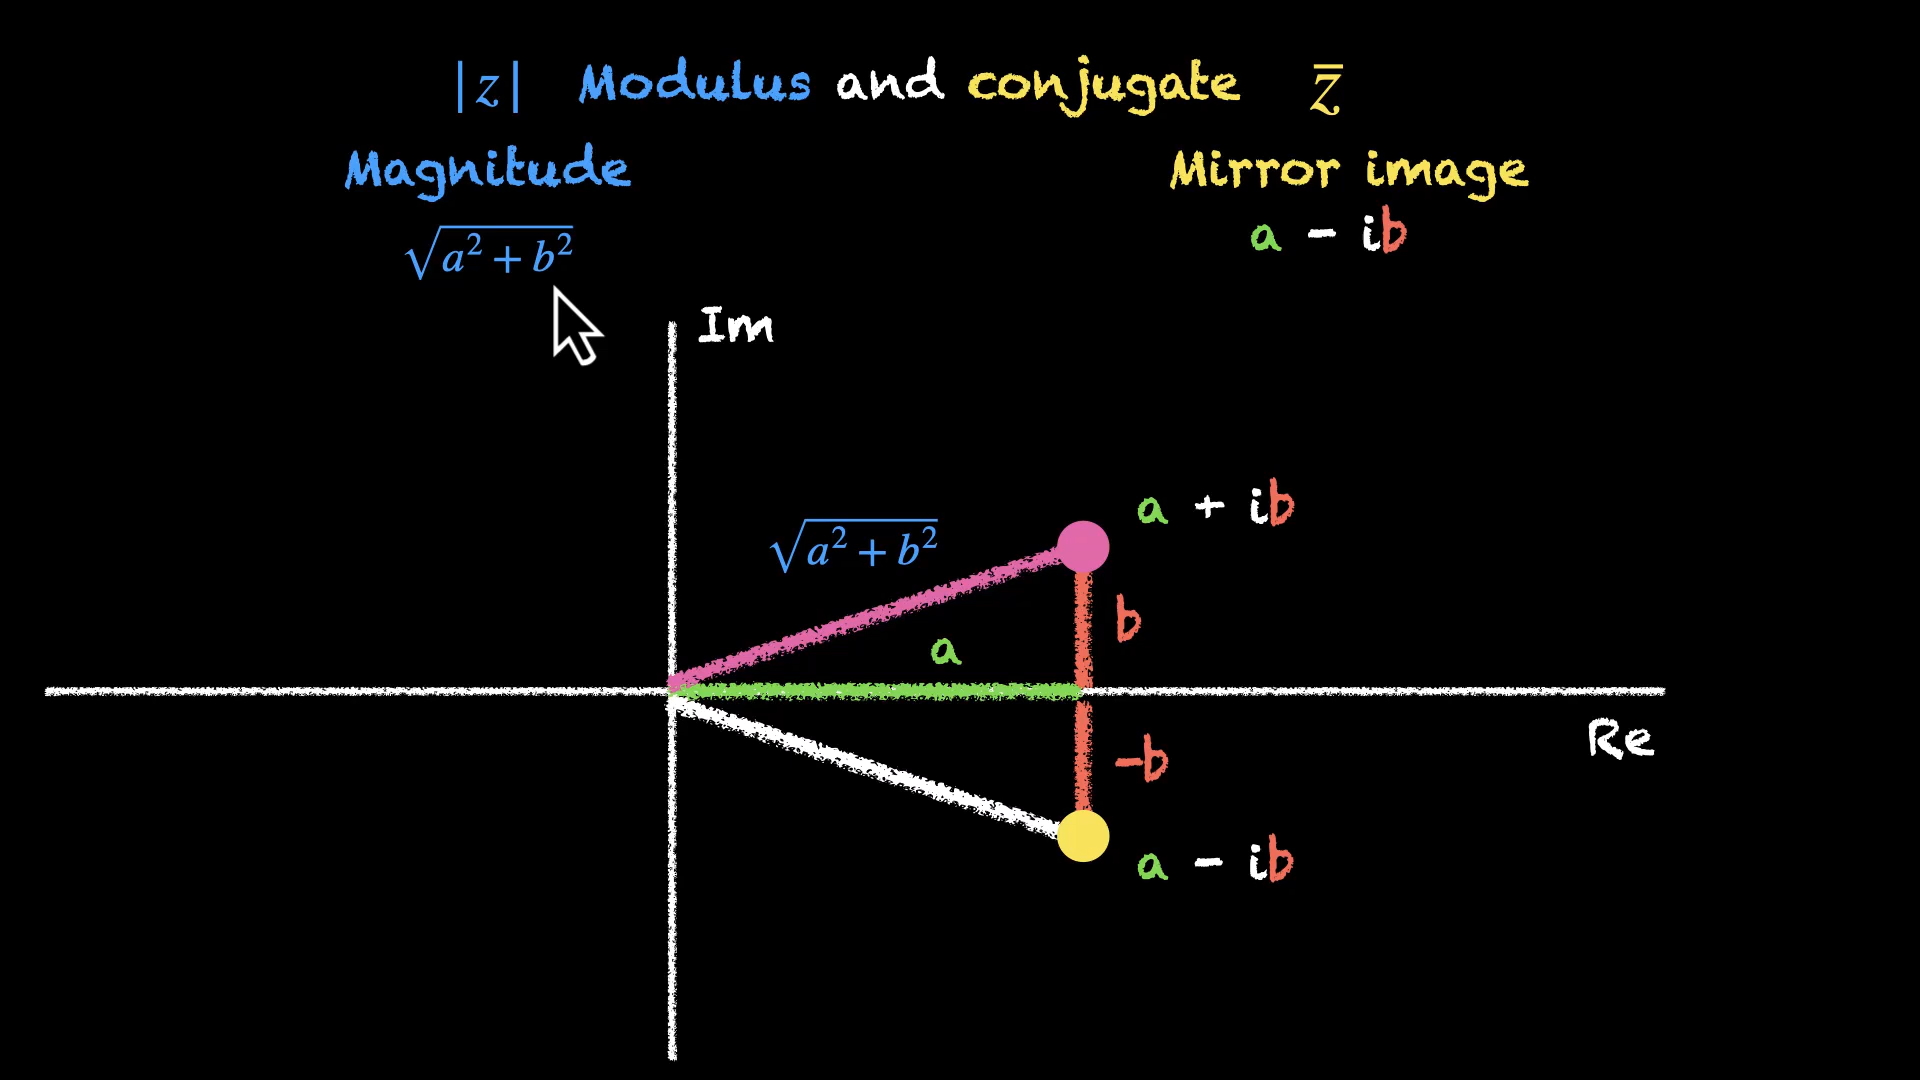 |z| Modulus and conjugate z̅
Magnitude
Mirror image
√(a² + b²)
a - ib
Im
√(a² + b²)
a + ib
b
a
Re
-b
a - ib